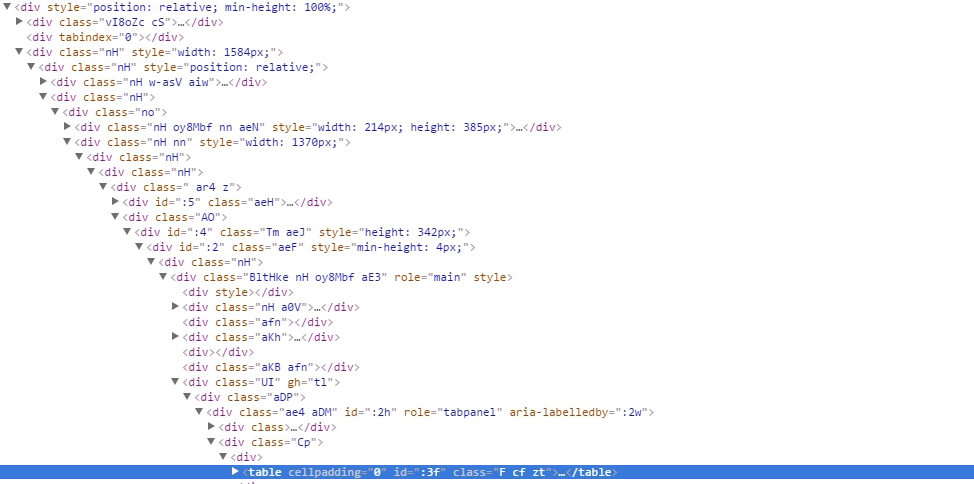 <div style="position: relative; min-height: 100%;">
<div class="vI8oZc cS">…</div>
<div tabindex="0"></div>
<div class="nH" style="width: 1584px;">
<div class="nH" style="position: relative;">
<div class="nH w-asV aiw">…</div>
<div class="nH">
<div class="no">
<div class="nH oy8Mbf nn aeN" style="width: 214px; height: 385px;">…</div>
<div class="nH nn" style="width: 1370px;">
<div class="nH">
<div class="nH">
<div class=" ar4 z">
<div id=":5" class="aeH">…</div>
<div class="AO">
<div id=":4" class="Tm aeJ" style="height: 342px;">
<div id=":2" class="aeF" style="min-height: 4px;">
<div class="nH">
<div class="BltHke nH oy8Mbf aE3" role="main" style>
<div style></div>
<div class="nH a0V">…</div>
<div class="afn"></div>
<div class="aKh">…</div>
<div></div>
<div class="aKB afn"></div>
<div class="UI" gh="tl">
<div class="aDP">
<div class="ae4 aDM" id=":2h" role="tabpanel" aria-labelledby=":2w">
<div class>…</div>
<div class="Cp">
<div>
<table cellpadding="0" id=":3f" class="F cf zt">…</table>